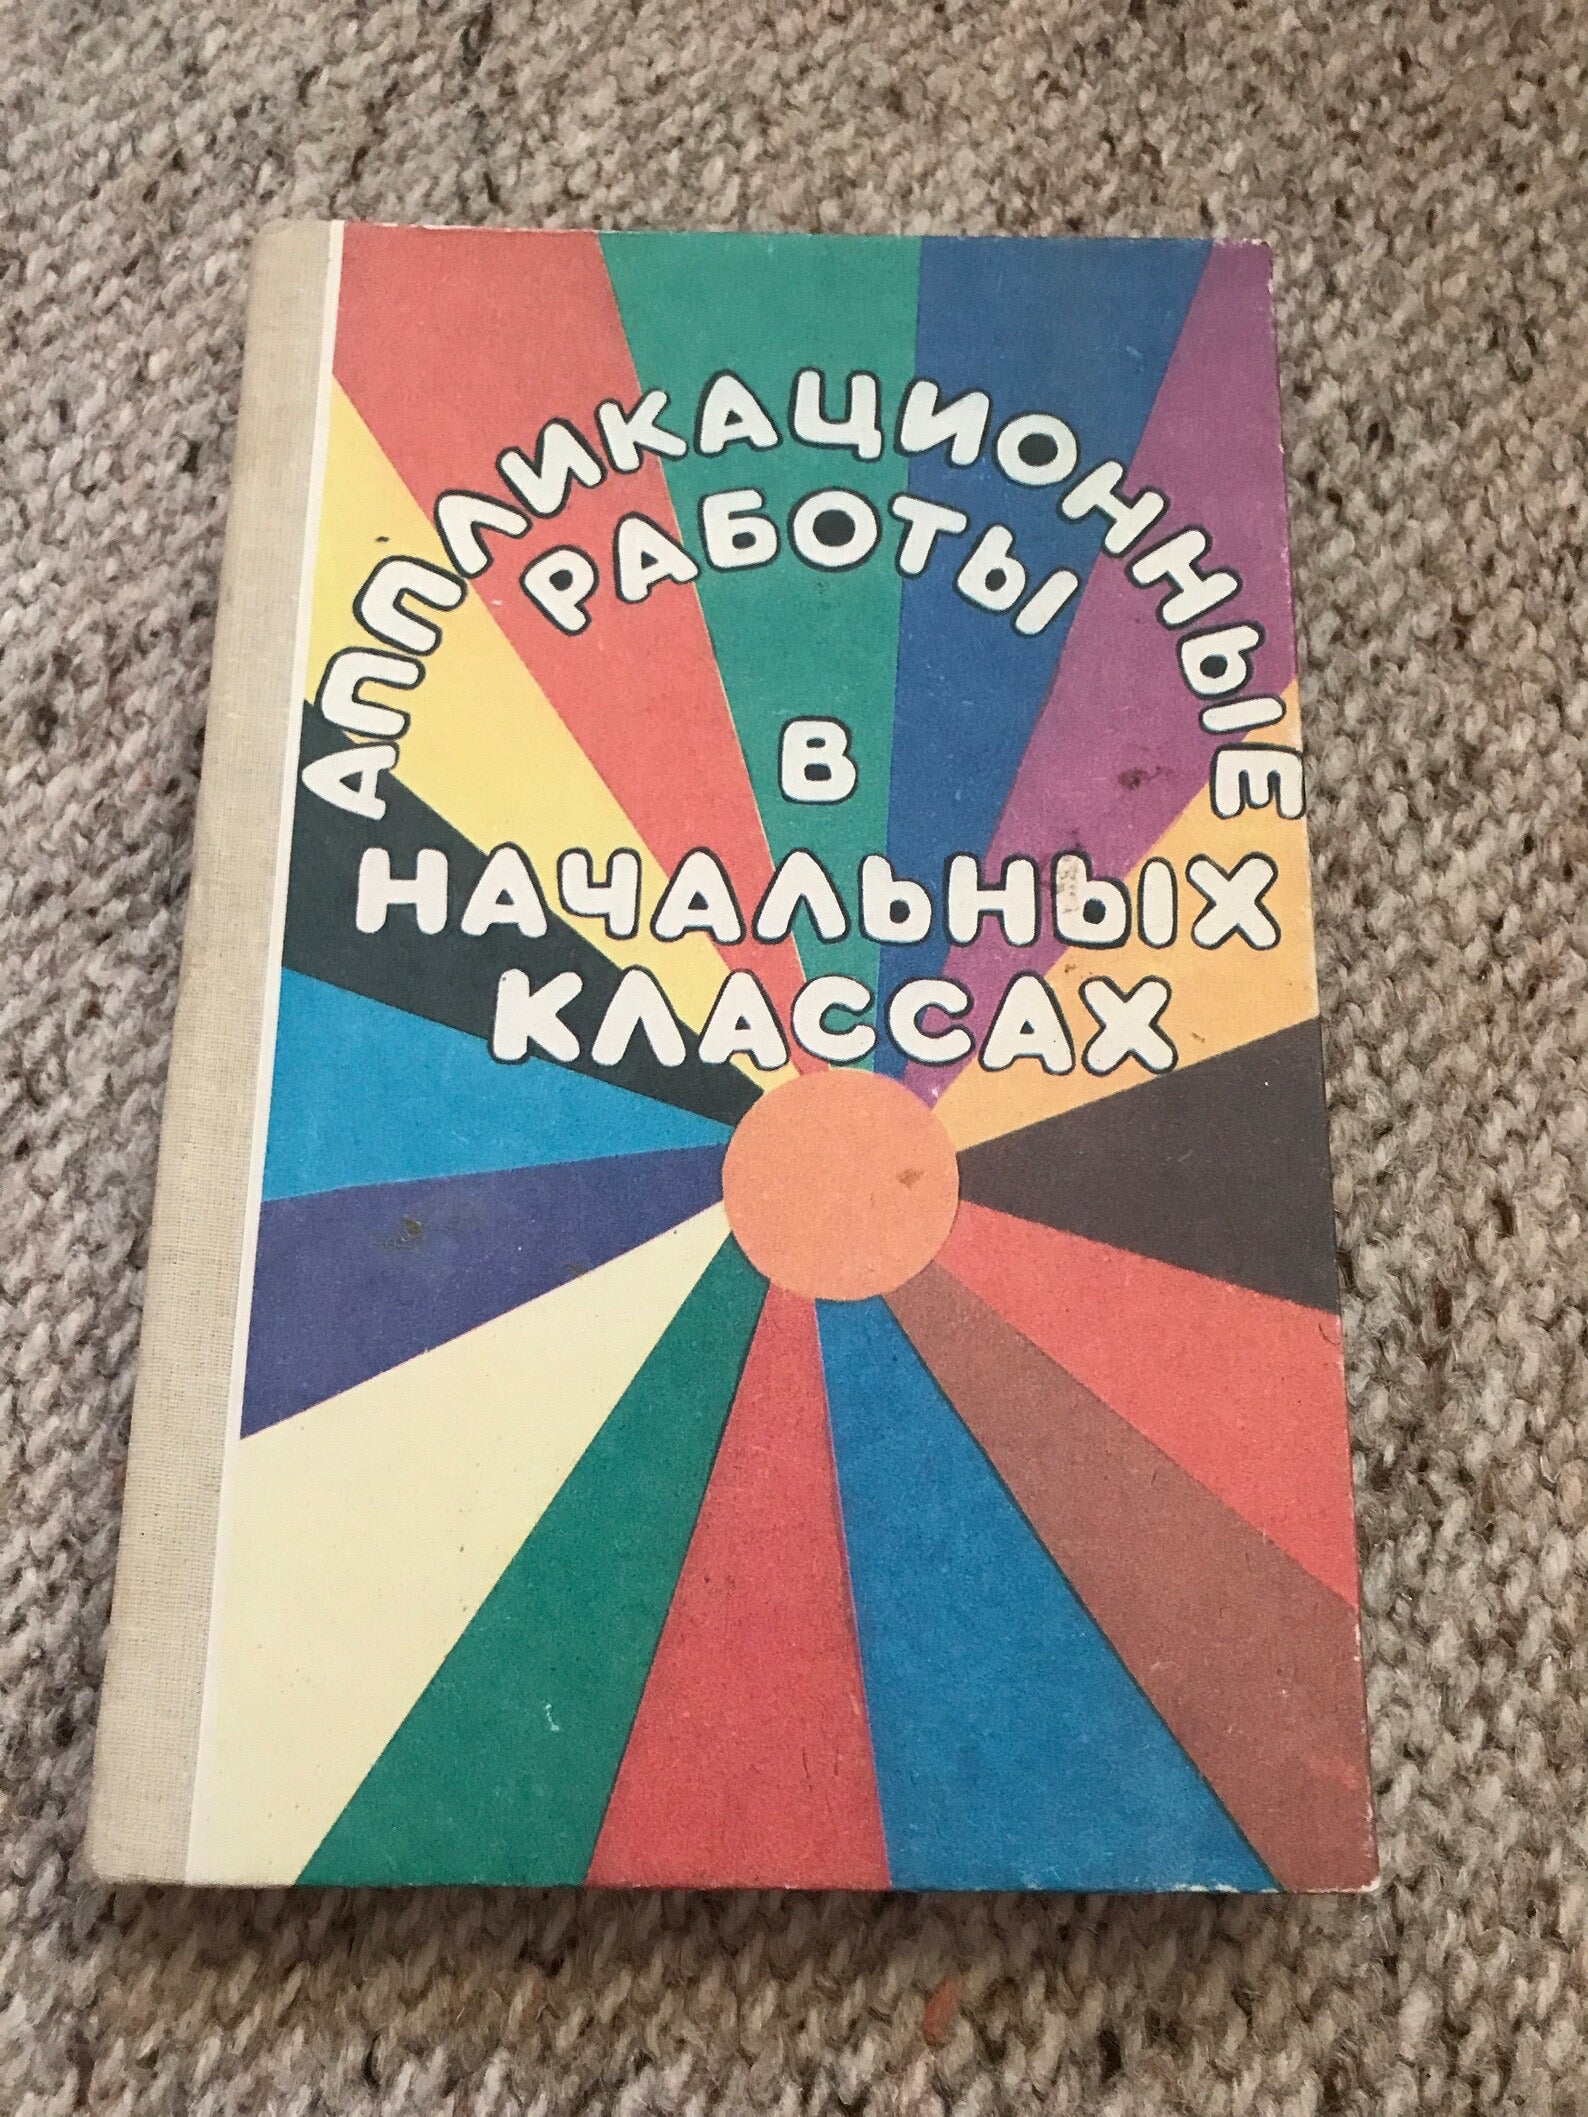 АППЛИКАЦИОННЫЕ
РАБОТЫ
В
НАЧАЛЬНЫХ
КЛАССАХ